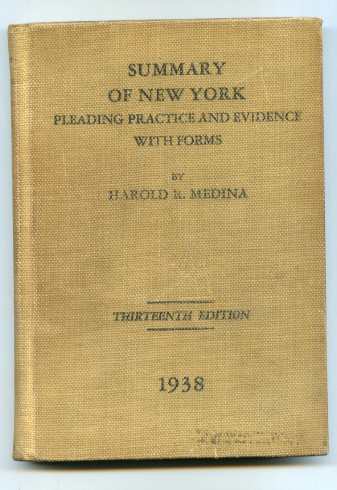 SUMMARY
OF NEW YORK
PLEADING PRACTICE AND EVIDENCE
WITH FORMS
BY
HAROLD R. MEDINA
THIRTEENTH EDITION
1938